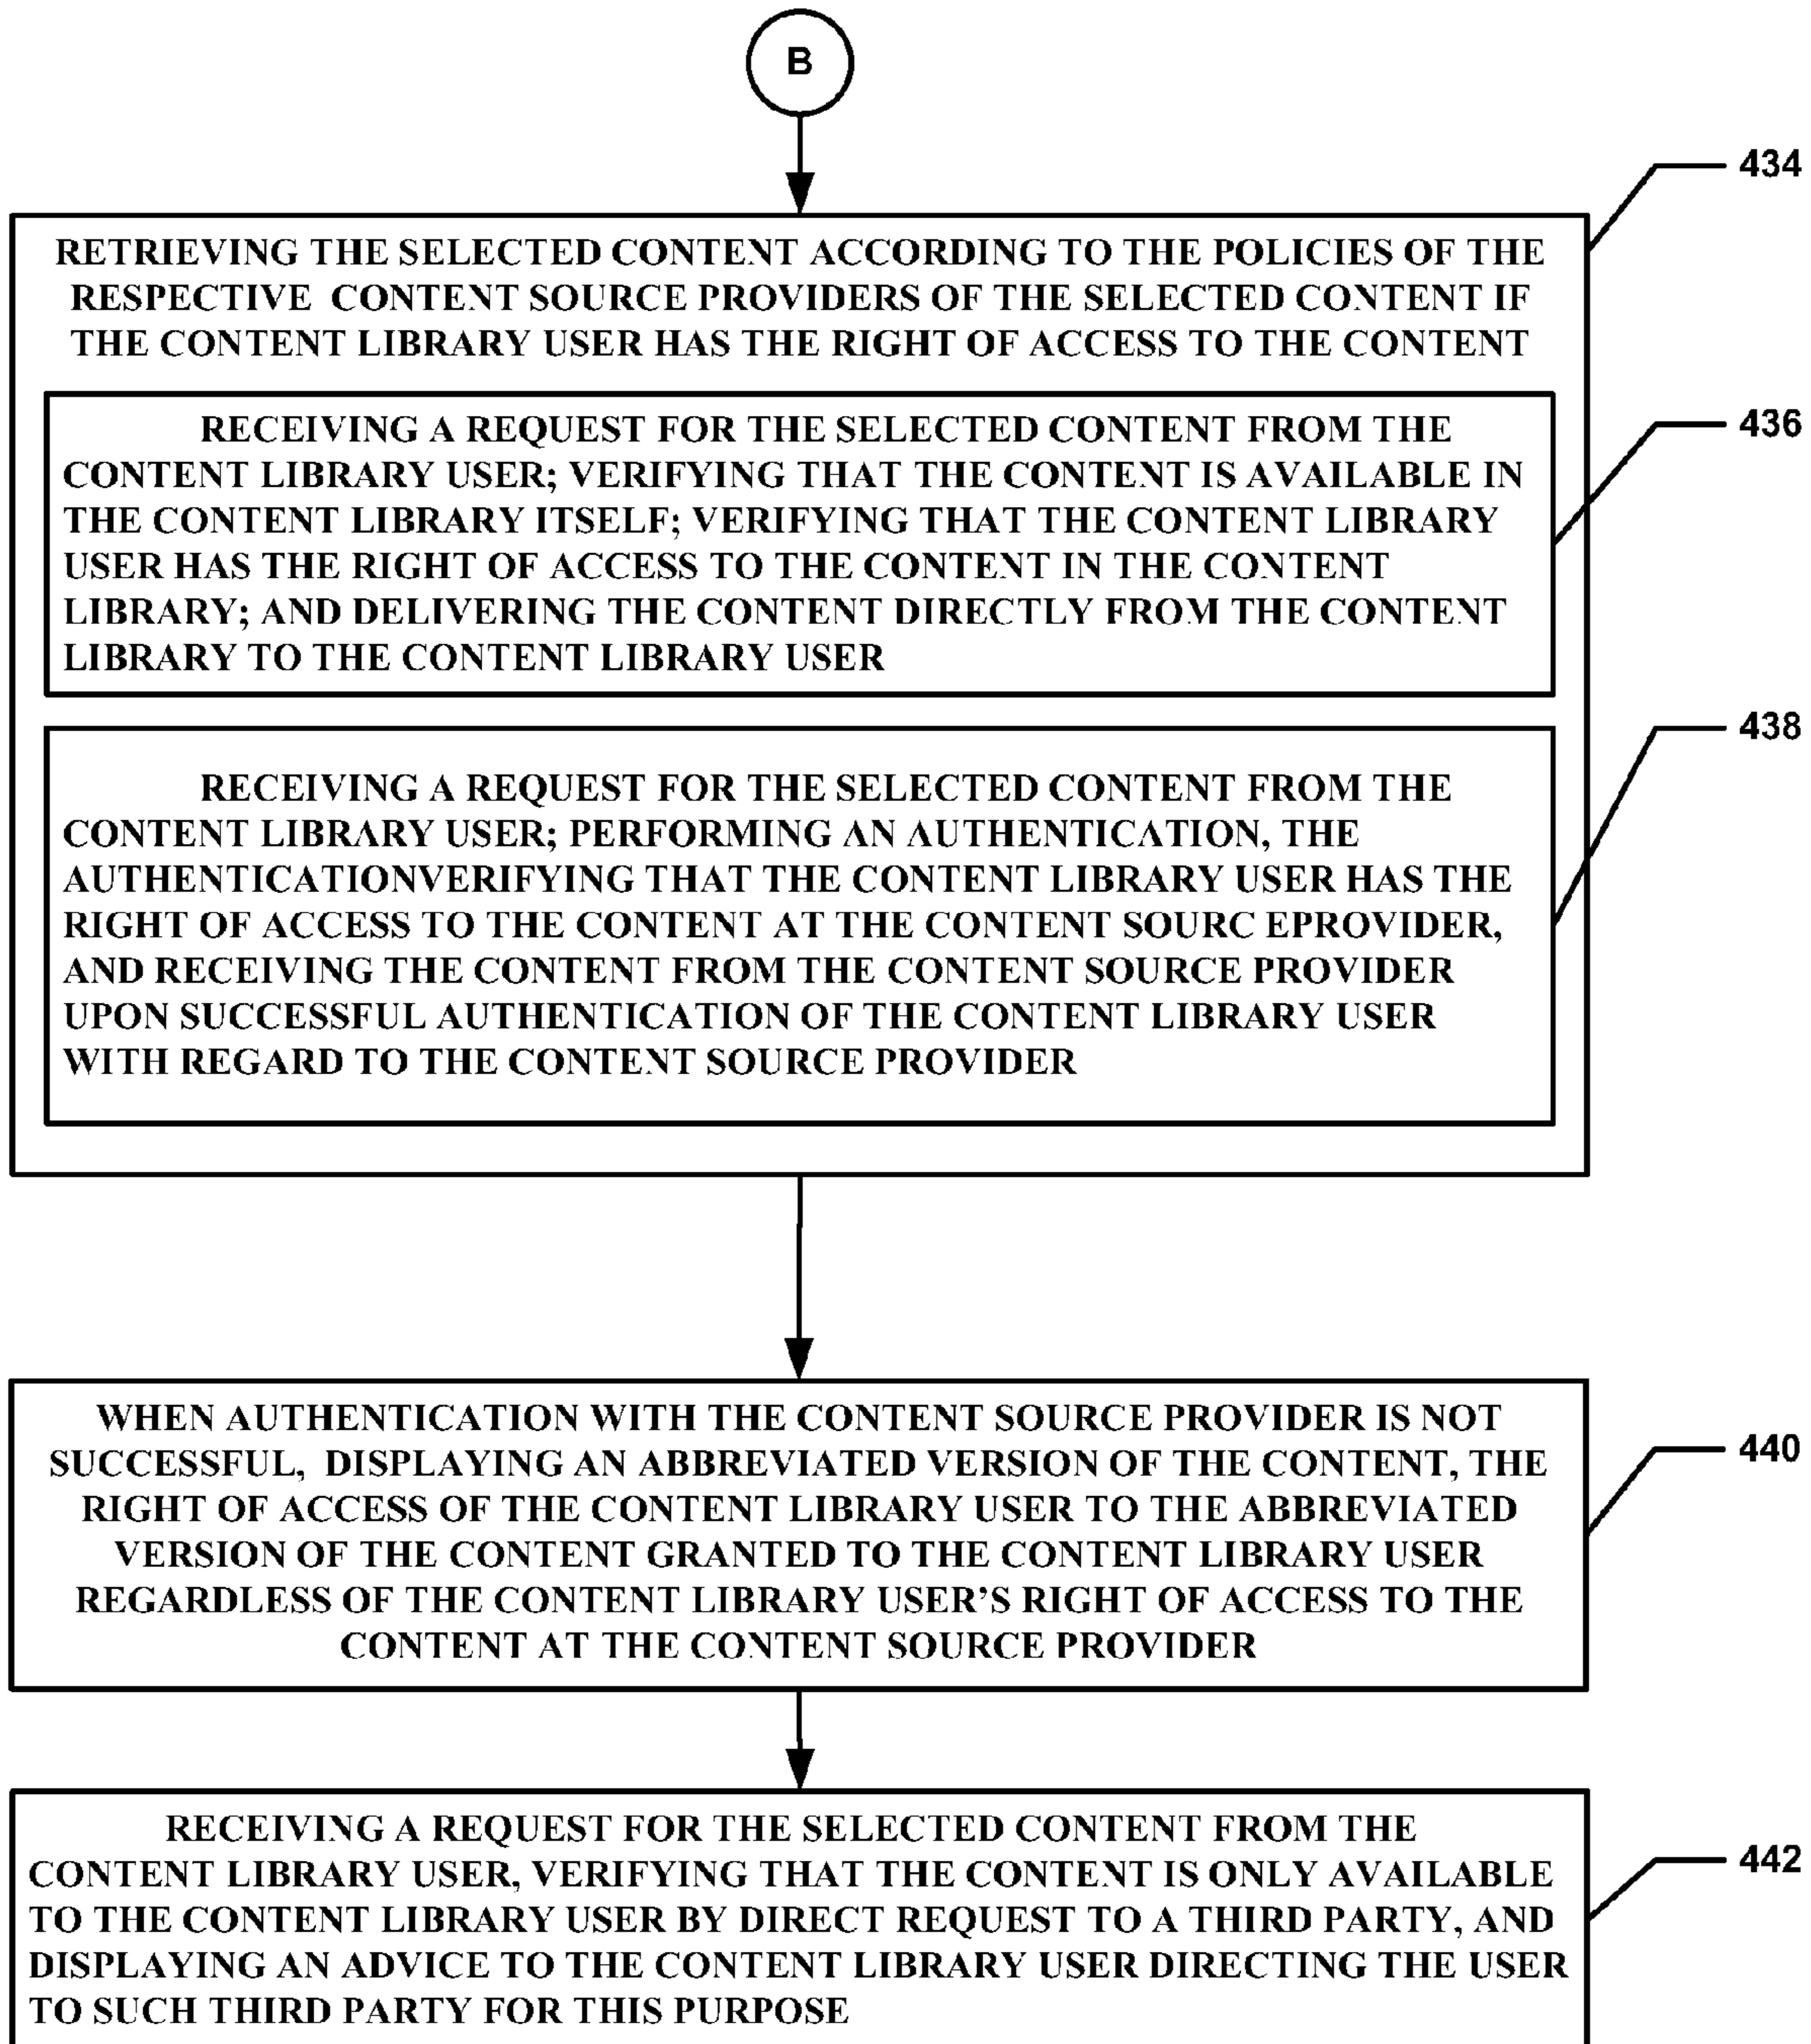 B
434
RETRIEVING THE SELECTED CONTENT ACCORDING TO THE POLICIES OF THE
RESPECTIVE CONTENT SOURCE PROVIDERS OF THE SELECTED CONTENT IF
THE CONTENT LIBRARY USER HAS THE RIGHT OF ACCESS TO THE CONTENT
436
RECEIVING A REQUEST FOR THE SELECTED CONTENT FROM THE
CONTENT LIBRARY USER; VERIFYING THAT THE CONTENT IS AVAILABLE IN
THE CONTENT LIBRARY ITSELF; VERIFYING THAT THE CONTENT LIBRARY
USER HAS THE RIGHT OF ACCESS TO THE CONTENT IN THE CONTENT
LIBRARY; AND DELIVERING THE CONTENT DIRECTLY FROM THE CONTENT
LIBRARY TO THE CONTENT LIBRARY USER
438
RECEIVING A REQUEST FOR THE SELECTED CONTENT FROM THE
CONTENT LIBRARY USER; PERFORMING AN AUTHENTICATION, THE
AUTHENTICATIONVERIFYING THAT THE CONTENT LIBRARY USER HAS THE
RIGHT OF ACCESS TO THE CONTENT AT THE CONTENT SOURC EPROVIDER,
AND RECEIVING THE CONTENT FROM THE CONTENT SOURCE PROVIDER
UPON SUCCESSFUL AUTHENTICATION OF THE CONTENT LIBRARY USER
WITH REGARD TO THE CONTENT SOURCE PROVIDER
440
WHEN AUTHENTICATION WITH THE CONTENT SOURCE PROVIDER IS NOT
SUCCESSFUL, DISPLAYING AN ABBREVIATED VERSION OF THE CONTENT, THE
RIGHT OF ACCESS OF THE CONTENT LIBRARY USER TO THE ABBREVIATED
VERSION OF THE CONTENT GRANTED TO THE CONTENT LIBRARY USER
REGARDLESS OF THE CONTENT LIBRARY USER'S RIGHT OF ACCESS TO THE
CONTENT AT THE CONTENT SOURCE PROVIDER
442
RECEIVING A REQUEST FOR THE SELECTED CONTENT FROM THE
CONTENT LIBRARY USER, VERIFYING THAT THE CONTENT IS ONLY AVAILABLE
TO THE CONTENT LIBRARY USER BY DIRECT REQUEST TO A THIRD PARTY, AND
DISPLAYING AN ADVICE TO THE CONTENT LIBRARY USER DIRECTING THE USER
TO SUCH THIRD PARTY FOR THIS PURPOSE